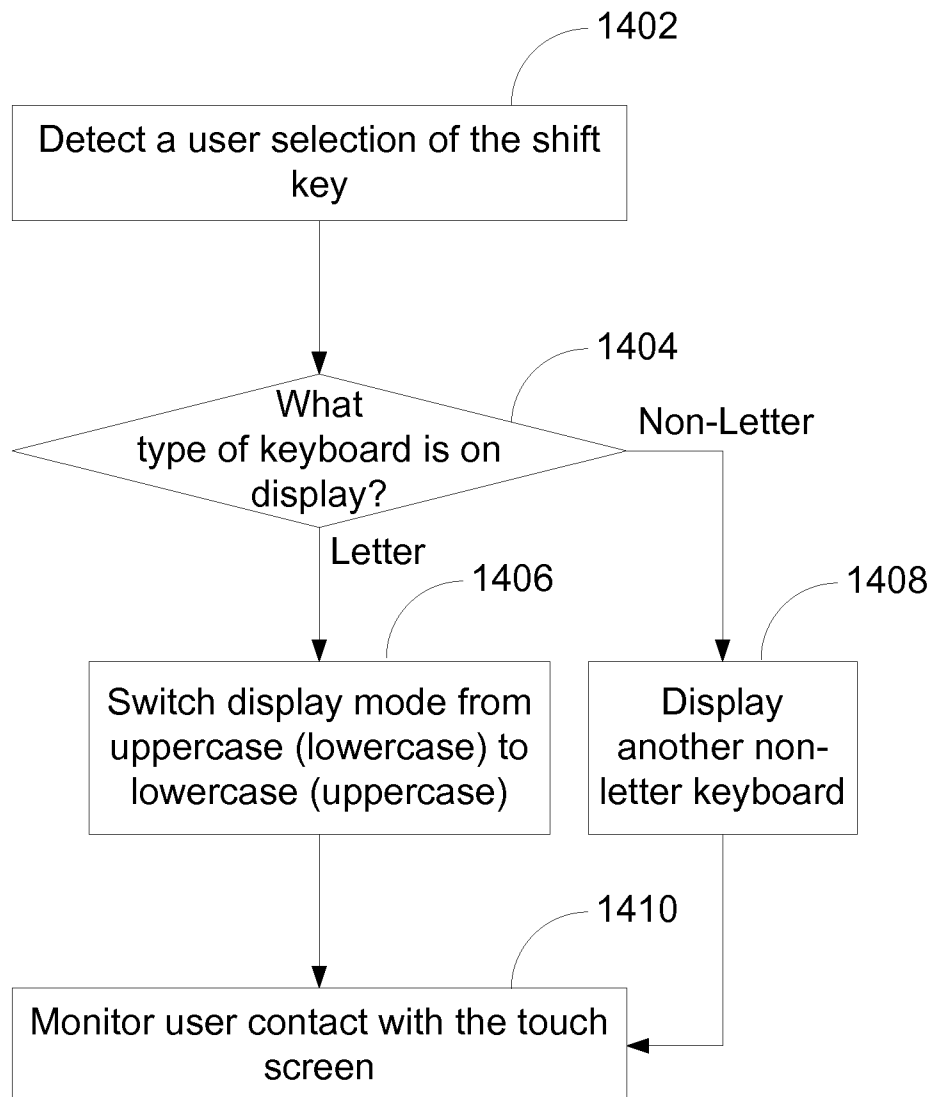 1402
Detect a user selection of the shift
key
1404
What
type of keyboard is on
display?
Non-Letter
Letter
1406
1408
Switch display mode from
uppercase (lowercase) to
lowercase (uppercase)
Display
another non-
letter keyboard
1410
Monitor user contact with the touch
screen